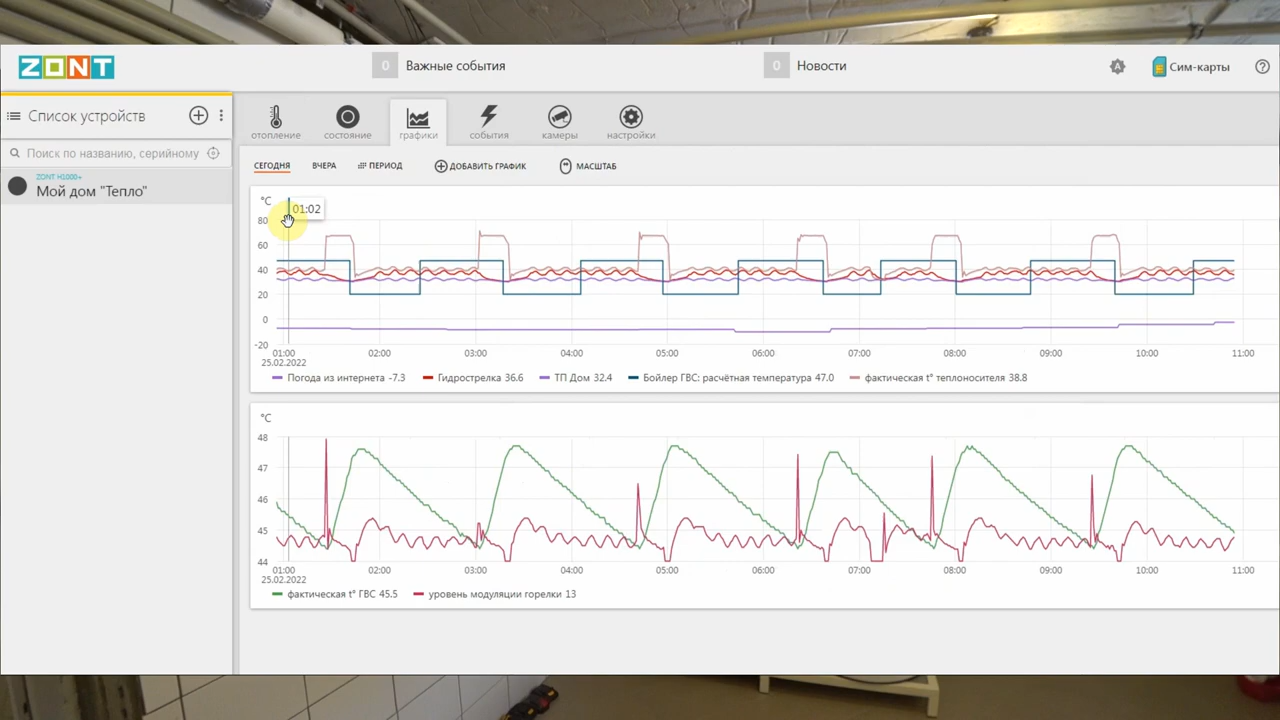 ZONT
0 Важные события
0 Новости
Сим-карты
Список устройств
Поиск по названию, серийному
ZONT H1000+
Мой дом "Тепло"
отопление
состояние
графики
события
камеры
настройки
СЕГОДНЯ
ВЧЕРА
ПЕРИОД
ДОБАВИТЬ ГРАФИК
МАСШТАБ
°C
01:02
80
60
40
20
0
-20
01:00 02:00 03:00 04:00 05:00 06:00 07:00 08:00 09:00 10:00 11:00
25.02.2022
Погода из интернета -7.3 Гидрострелка 36.6 ТП Дом 32.4 Бойлер ГВС: расчётная температура 47.0 фактическая t° теплоносителя 38.8
°C
48
47
46
45
44
01:00 02:00 03:00 04:00 05:00 06:00 07:00 08:00 09:00 10:00 11:00
25.02.2022
фактическая t° ГВС 45.5 уровень модуляции горелки 13